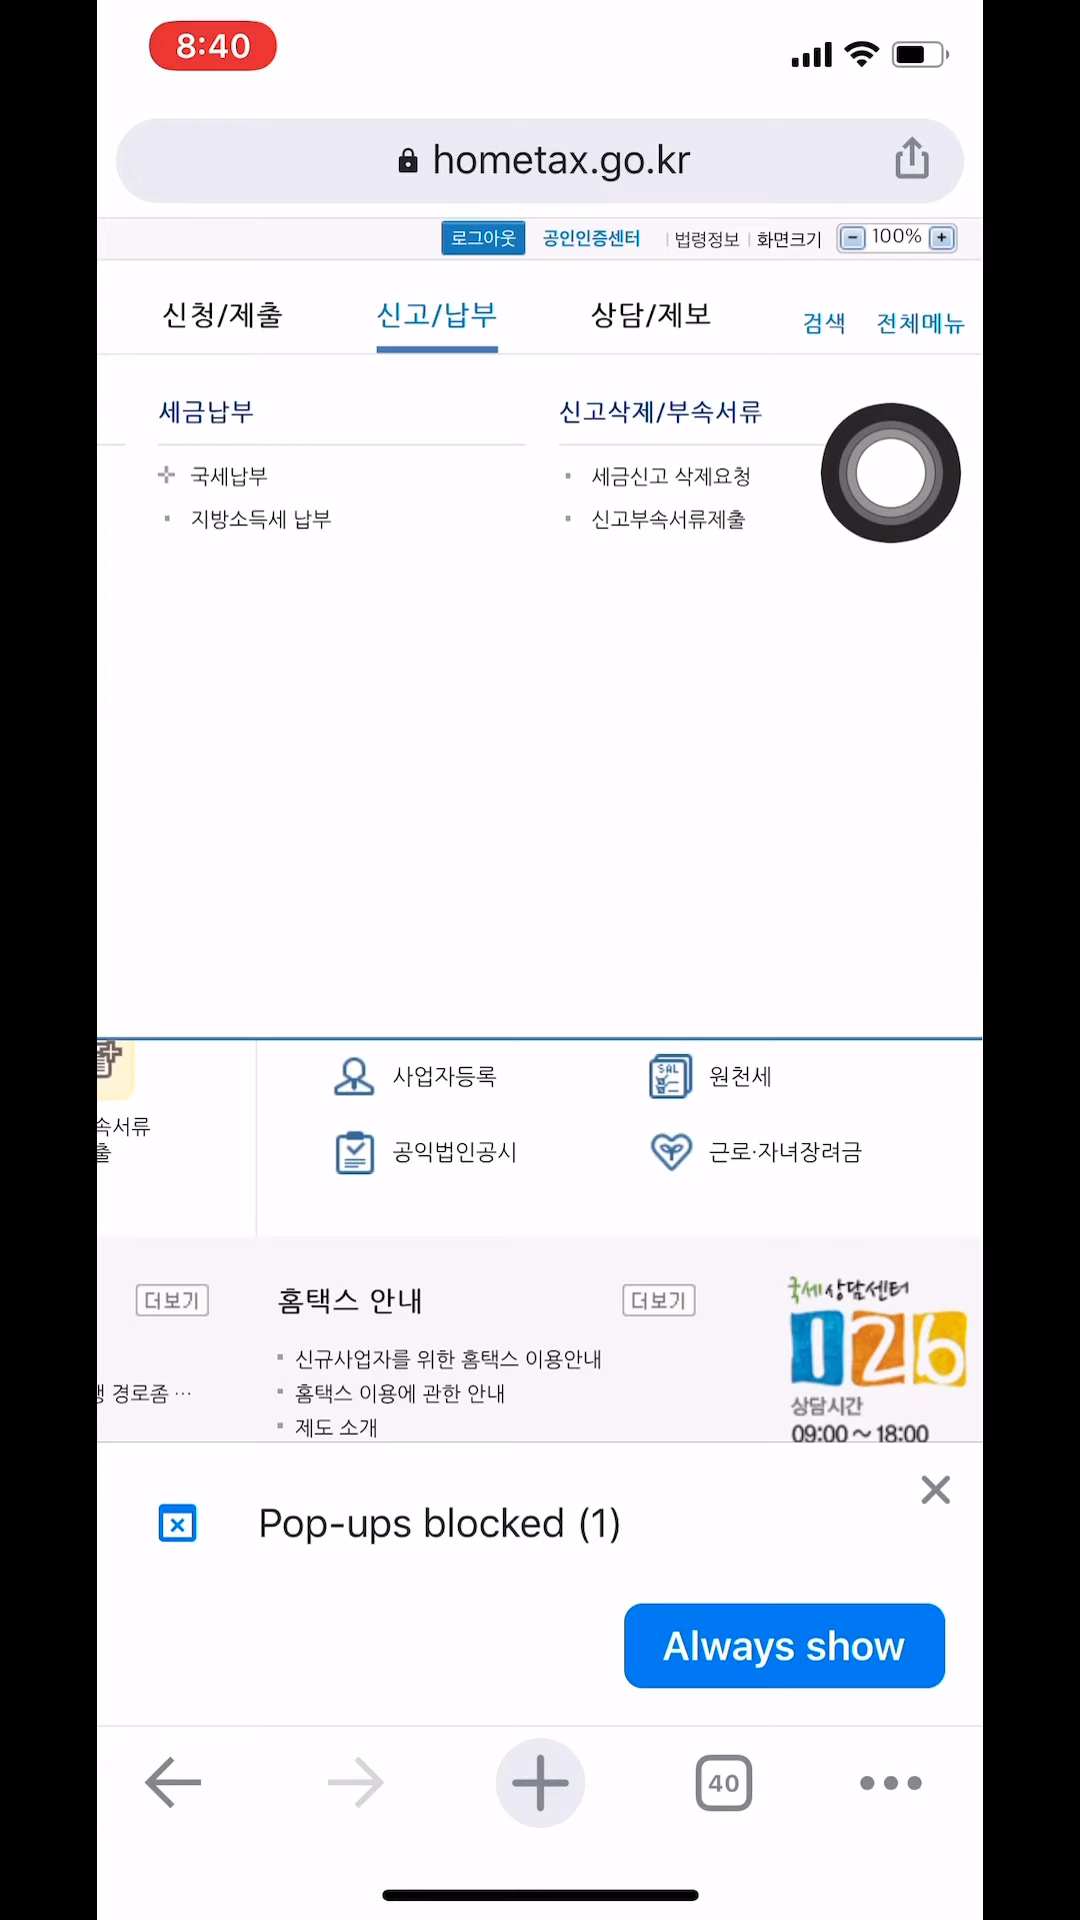 8:40
hometax.go.kr
로그아웃 공인인증센터 | 법령정보 | 화면크기 - 100% +
신청/제출 신고/납부 상담/제보 검색 전체메뉴
세금납부 신고삭제/부속서류
국세납부 세금신고 삭제요청
지방소득세 납부 신고부속서류제출
사업자등록 SAL 원천세
속서류
출
공익법인공시 근로·자녀장려금
더보기 홈택스 안내 더보기 국세상담센터
126
신규사업자를 위한 홈택스 이용안내
경로좀 ··· 홈택스 이용에 관한 안내
상담시간
제도 소개
09:00~18:00
Pop-ups blocked (1)
Always show
40